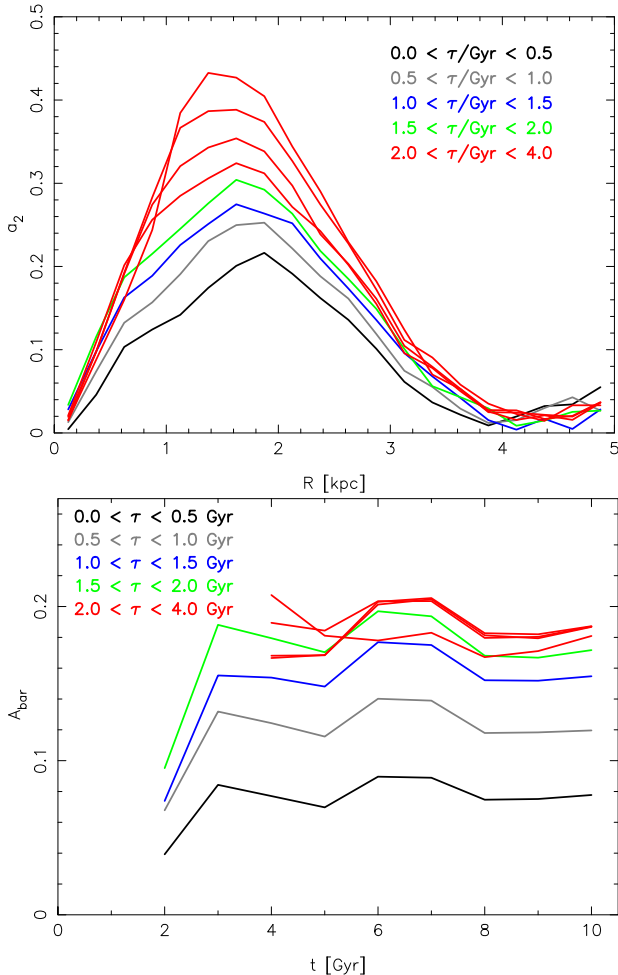 0.5
0.0 < τ/Gyr < 0.5
0.5 < τ/Gyr < 1.0
0.4
1.0 < τ/Gyr < 1.5
1.5 < τ/Gyr < 2.0
2.0 < τ/Gyr < 4.0
0.3
a₂
0.2
0.1
0
0 1 2 3 4 5
R [kpc]
0.0 < τ < 0.5 Gyr
0.5 < τ < 1.0 Gyr
1.0 < τ < 1.5 Gyr
1.5 < τ < 2.0 Gyr
2.0 < τ < 4.0 Gyr
0.2
A_bar
0.1
0
0 2 4 6 8 10
t [Gyr]